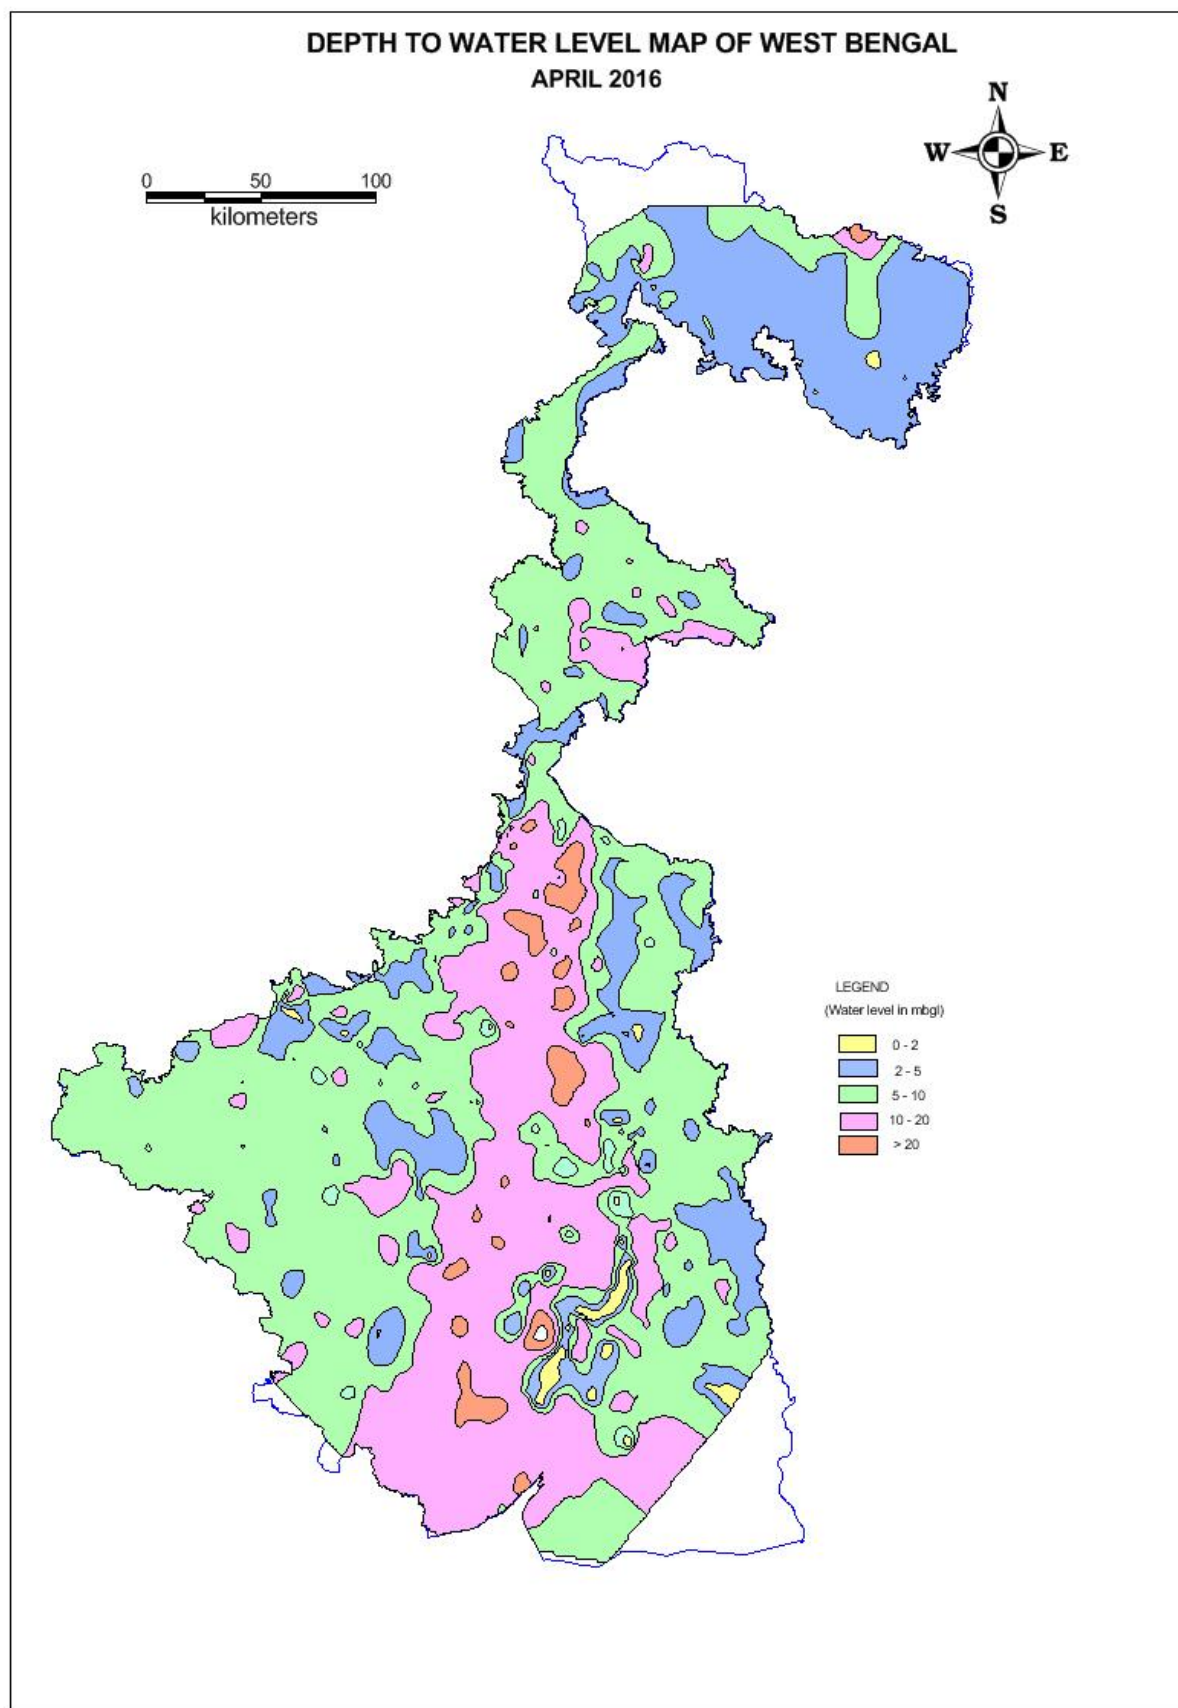 DEPTH TO WATER LEVEL MAP OF WEST BENGAL
APRIL 2016
N
W E
S
0 50 100
kilometers
LEGEND
(Water level in mbgl)
0 - 2
2 - 5
5 - 10
10 - 20
> 20